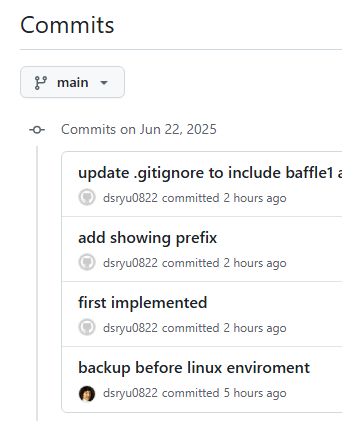 Commits
main
Commits on Jun 22, 2025
update .gitignore to include baffle1 a
dsryu0822 committed 2 hours ago
add showing prefix
dsryu0822 committed 2 hours ago
first implemented
dsryu0822 committed 2 hours ago
backup before linux enviroment
dsryu0822 committed 5 hours ago